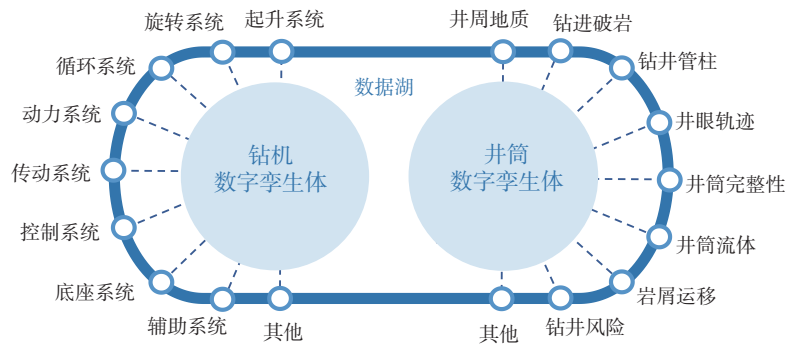 旋转系统
起升系统
井周地质
钻进破岩
循环系统
钻井管柱
数据湖
动力系统
井眼轨迹
钻机
数字孪生体
井筒
数字孪生体
传动系统
井筒完整性
控制系统
井筒流体
底座系统
岩屑运移
辅助系统
其他
其他
钻井风险